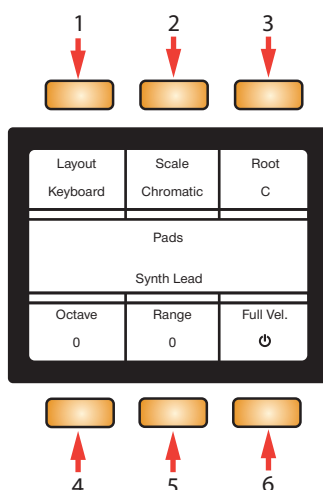 1 2 3
Layout Scale Root
Keyboard Chromatic C
Pads
Synth Lead
Octave Range Full Vel.
0 0
4 5 6